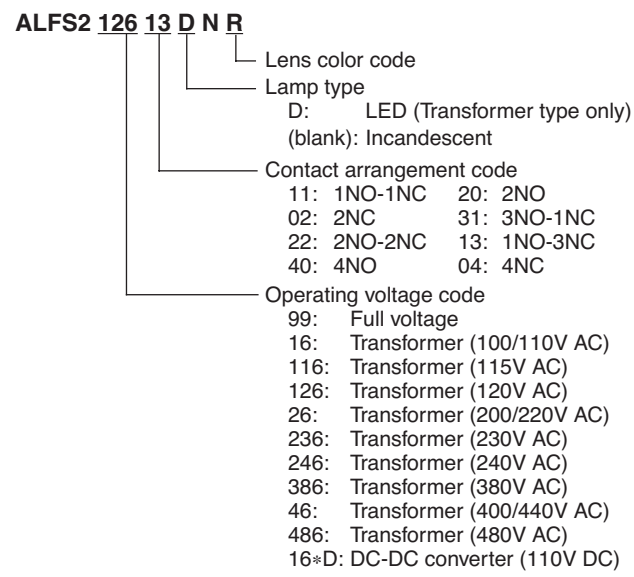 ALFS2 126 13 D N R
Lens color code
Lamp type
D: LED (Transformer type only)
(blank): Incandescent
Contact arrangement code
11: 1NO-1NC 20: 2NO
02: 2NC 31: 3NO-1NC
22: 2NO-2NC 13: 1NO-3NC
40: 4NO 04: 4NC
Operating voltage code
99: Full voltage
16: Transformer (100/110V AC)
116: Transformer (115V AC)
126: Transformer (120V AC)
26: Transformer (200/220V AC)
236: Transformer (230V AC)
246: Transformer (240V AC)
386: Transformer (380V AC)
46: Transformer (400/440V AC)
486: Transformer (480V AC)
16*D: DC-DC converter (110V DC)